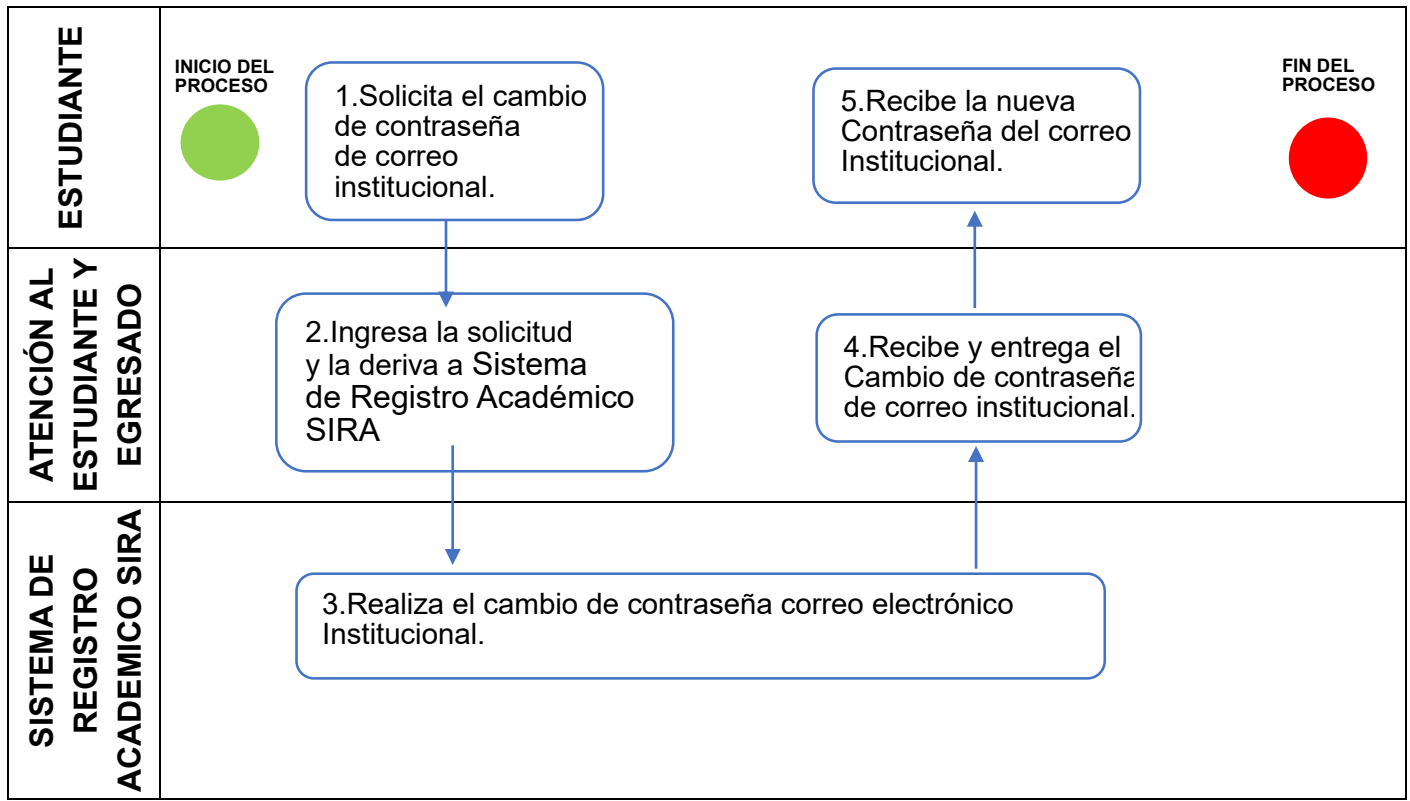 ESTUDIANTE
INICIO DEL
PROCESO
1.Solicita el cambio
de contraseña
de correo
institucional.
5.Recibe la nueva
Contraseña del correo
Institucional.
FIN DEL
PROCESO
ATENCIÓN AL
ESTUDIANTE Y
EGRESADO
2.Ingresa la solicitud
y la deriva a Sistema
de Registro Académico
SIRA
4.Recibe y entrega el
Cambio de contraseña
de correo institucional.
SISTEMA DE
REGISTRO
ACADEMICO SIRA
3.Realiza el cambio de contraseña correo electrónico
Institucional.